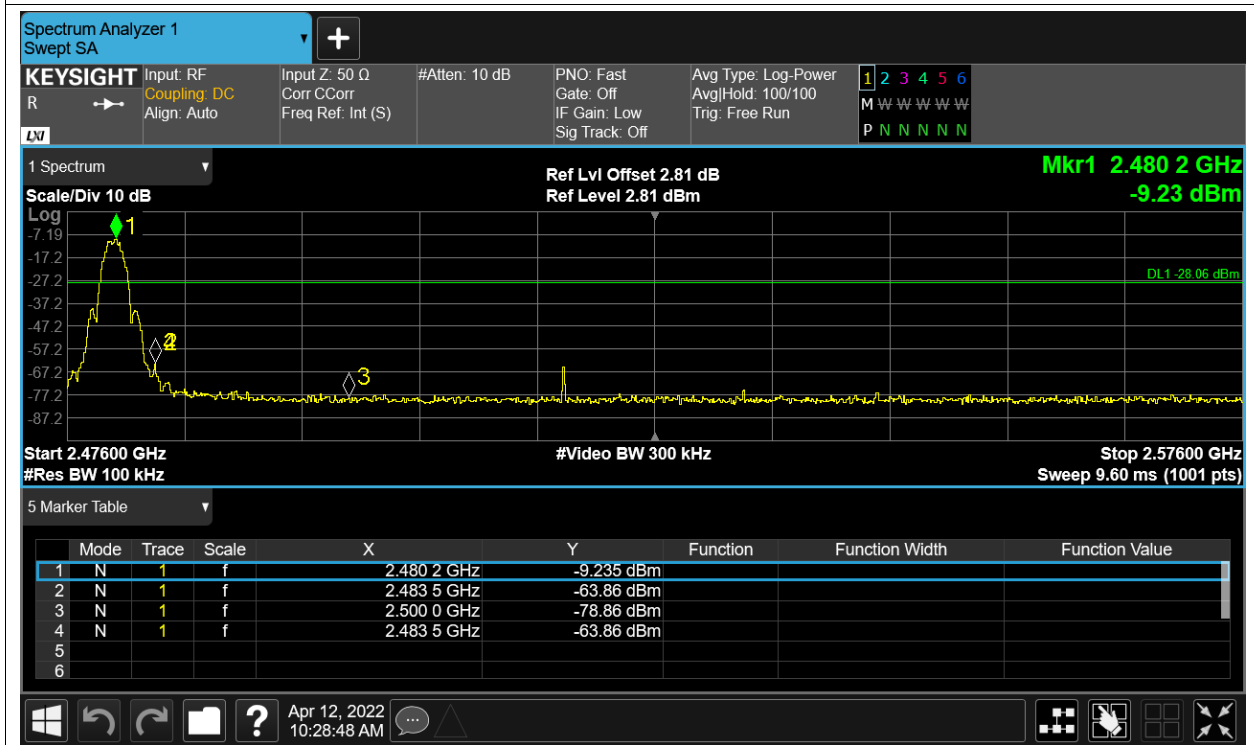 Spectrum Analyzer 1
Swept SA
▼
+
KEYSIGHT Input: RF Input Z: 50 Ω #Atten: 10 dB PNO: Fast Avg Type: Log-Power 1 2 3 4 5 6
R Coupling: DC Corr CCorr Gate: Off Avg|Hold: 100/100 M W W W W W
Align: Auto Freq Ref: Int (S) IF Gain: Low Trig: Free Run
LXI Sig Track: Off P N N N N N
1 Spectrum ▼ Ref Lvl Offset 2.81 dB Mkr1 2.480 2 GHz
Scale/Div 10 dB Ref Level 2.81 dBm -9.23 dBm
Log
1
-7.19
-17.2
-27.2 DL1 -28.06 dBm
-37.2
-47.2
-57.2
-67.2 3
-77.2
-87.2
Start 2.47600 GHz #Video BW 300 kHz Stop 2.57600 GHz
#Res BW 100 kHz Sweep 9.60 ms (1001 pts)
5 Marker Table ▼
Mode Trace Scale X Y Function Function Width Function Value
1 N 1 f 2.480 2 GHz -9.235 dBm
2 N 1 f 2.483 5 GHz -63.86 dBm
3 N 1 f 2.500 0 GHz -78.86 dBm
4 N 1 f 2.483 5 GHz -63.86 dBm
5
6
? Apr 12, 2022
10:28:48 AM